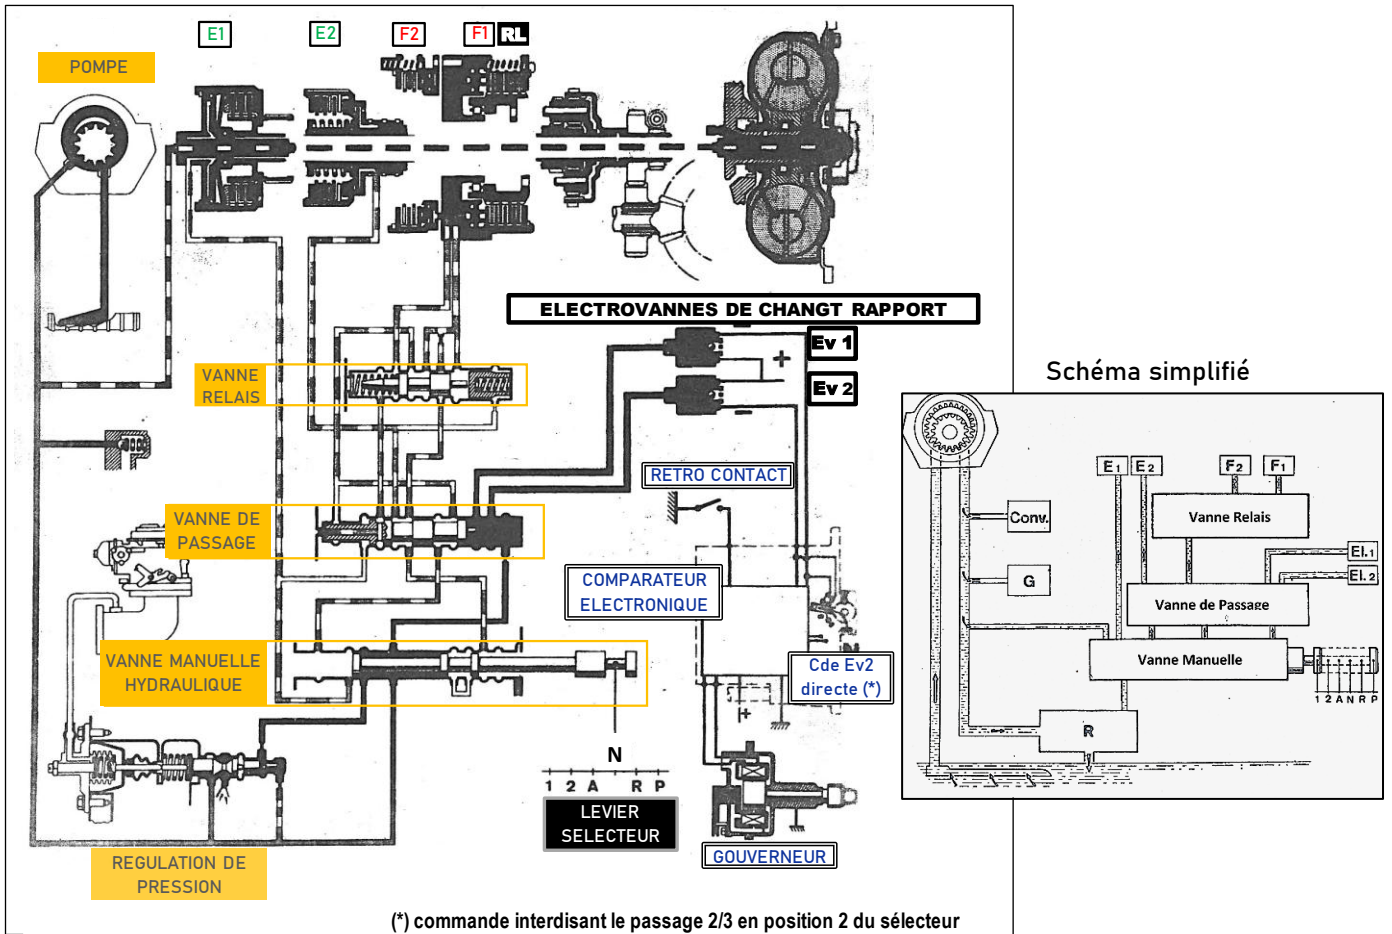 E1
E2
F2
F1
RL
POMPE
ELECTROVANNES DE CHANGT RAPPORT
Ev 1
+
Ev 2
VANNE
RELAIS
RETRO CONTACT
VANNE DE
PASSAGE
COMPARATEUR
ELECTRONIQUE
VANNE MANUELLE
HYDRAULIQUE
Cde Ev2
directe (*)
+
N
1 2 A R P
LEVIER
SELECTEUR
GOUVERNEUR
REGULATION DE
PRESSION
(*) commande interdisant le passage 2/3 en position 2 du sélecteur
Schéma simplifié
E1
E2
F2
F1
Conv.
Vanne Relais
El.1
El.2
G
Vanne de Passage
Vanne Manuelle
1 2 A N R P
R